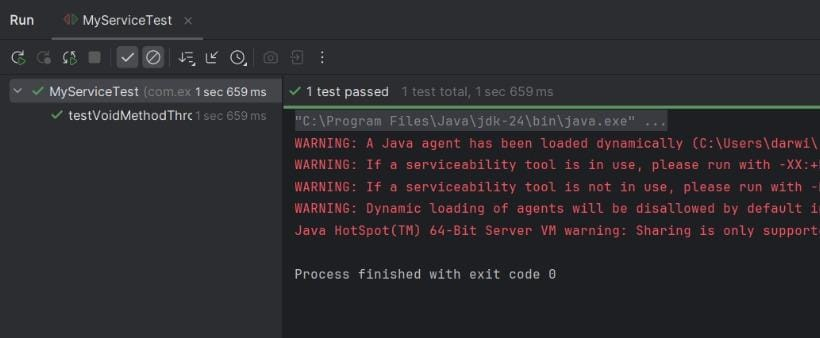 Run MyServiceTest
MyServiceTest (com.ex 1 sec 659 ms
testVoidMethodThrc 1 sec 659 ms
1 test passed 1 test total, 1 sec 659 ms
"C:\Program Files\Java\jdk-24\bin\java.exe" ...
WARNING: A Java agent has been loaded dynamically (C:\Users\darwi\
WARNING: If a serviceability tool is in use, please run with -XX:+
WARNING: If a serviceability tool is not in use, please run with -
WARNING: Dynamic loading of agents will be disallowed by default i
Java HotSpot(TM) 64-Bit Server VM warning: Sharing is only support
Process finished with exit code 0